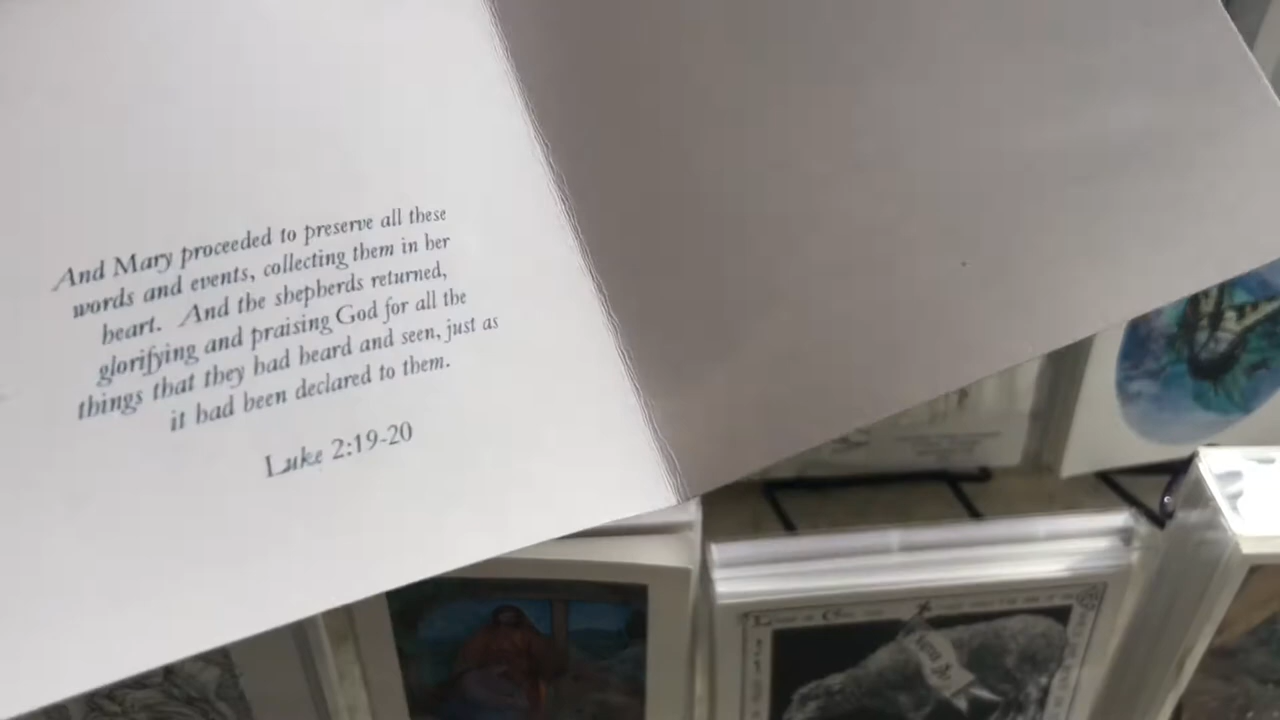 And Mary proceeded to preserve all these
words and events, collecting them in her
heart.  And the shepherds returned,
glorifying and praising God for all the
things that they had heard and seen, just as
it had been declared to them.
Luke 2:19-20